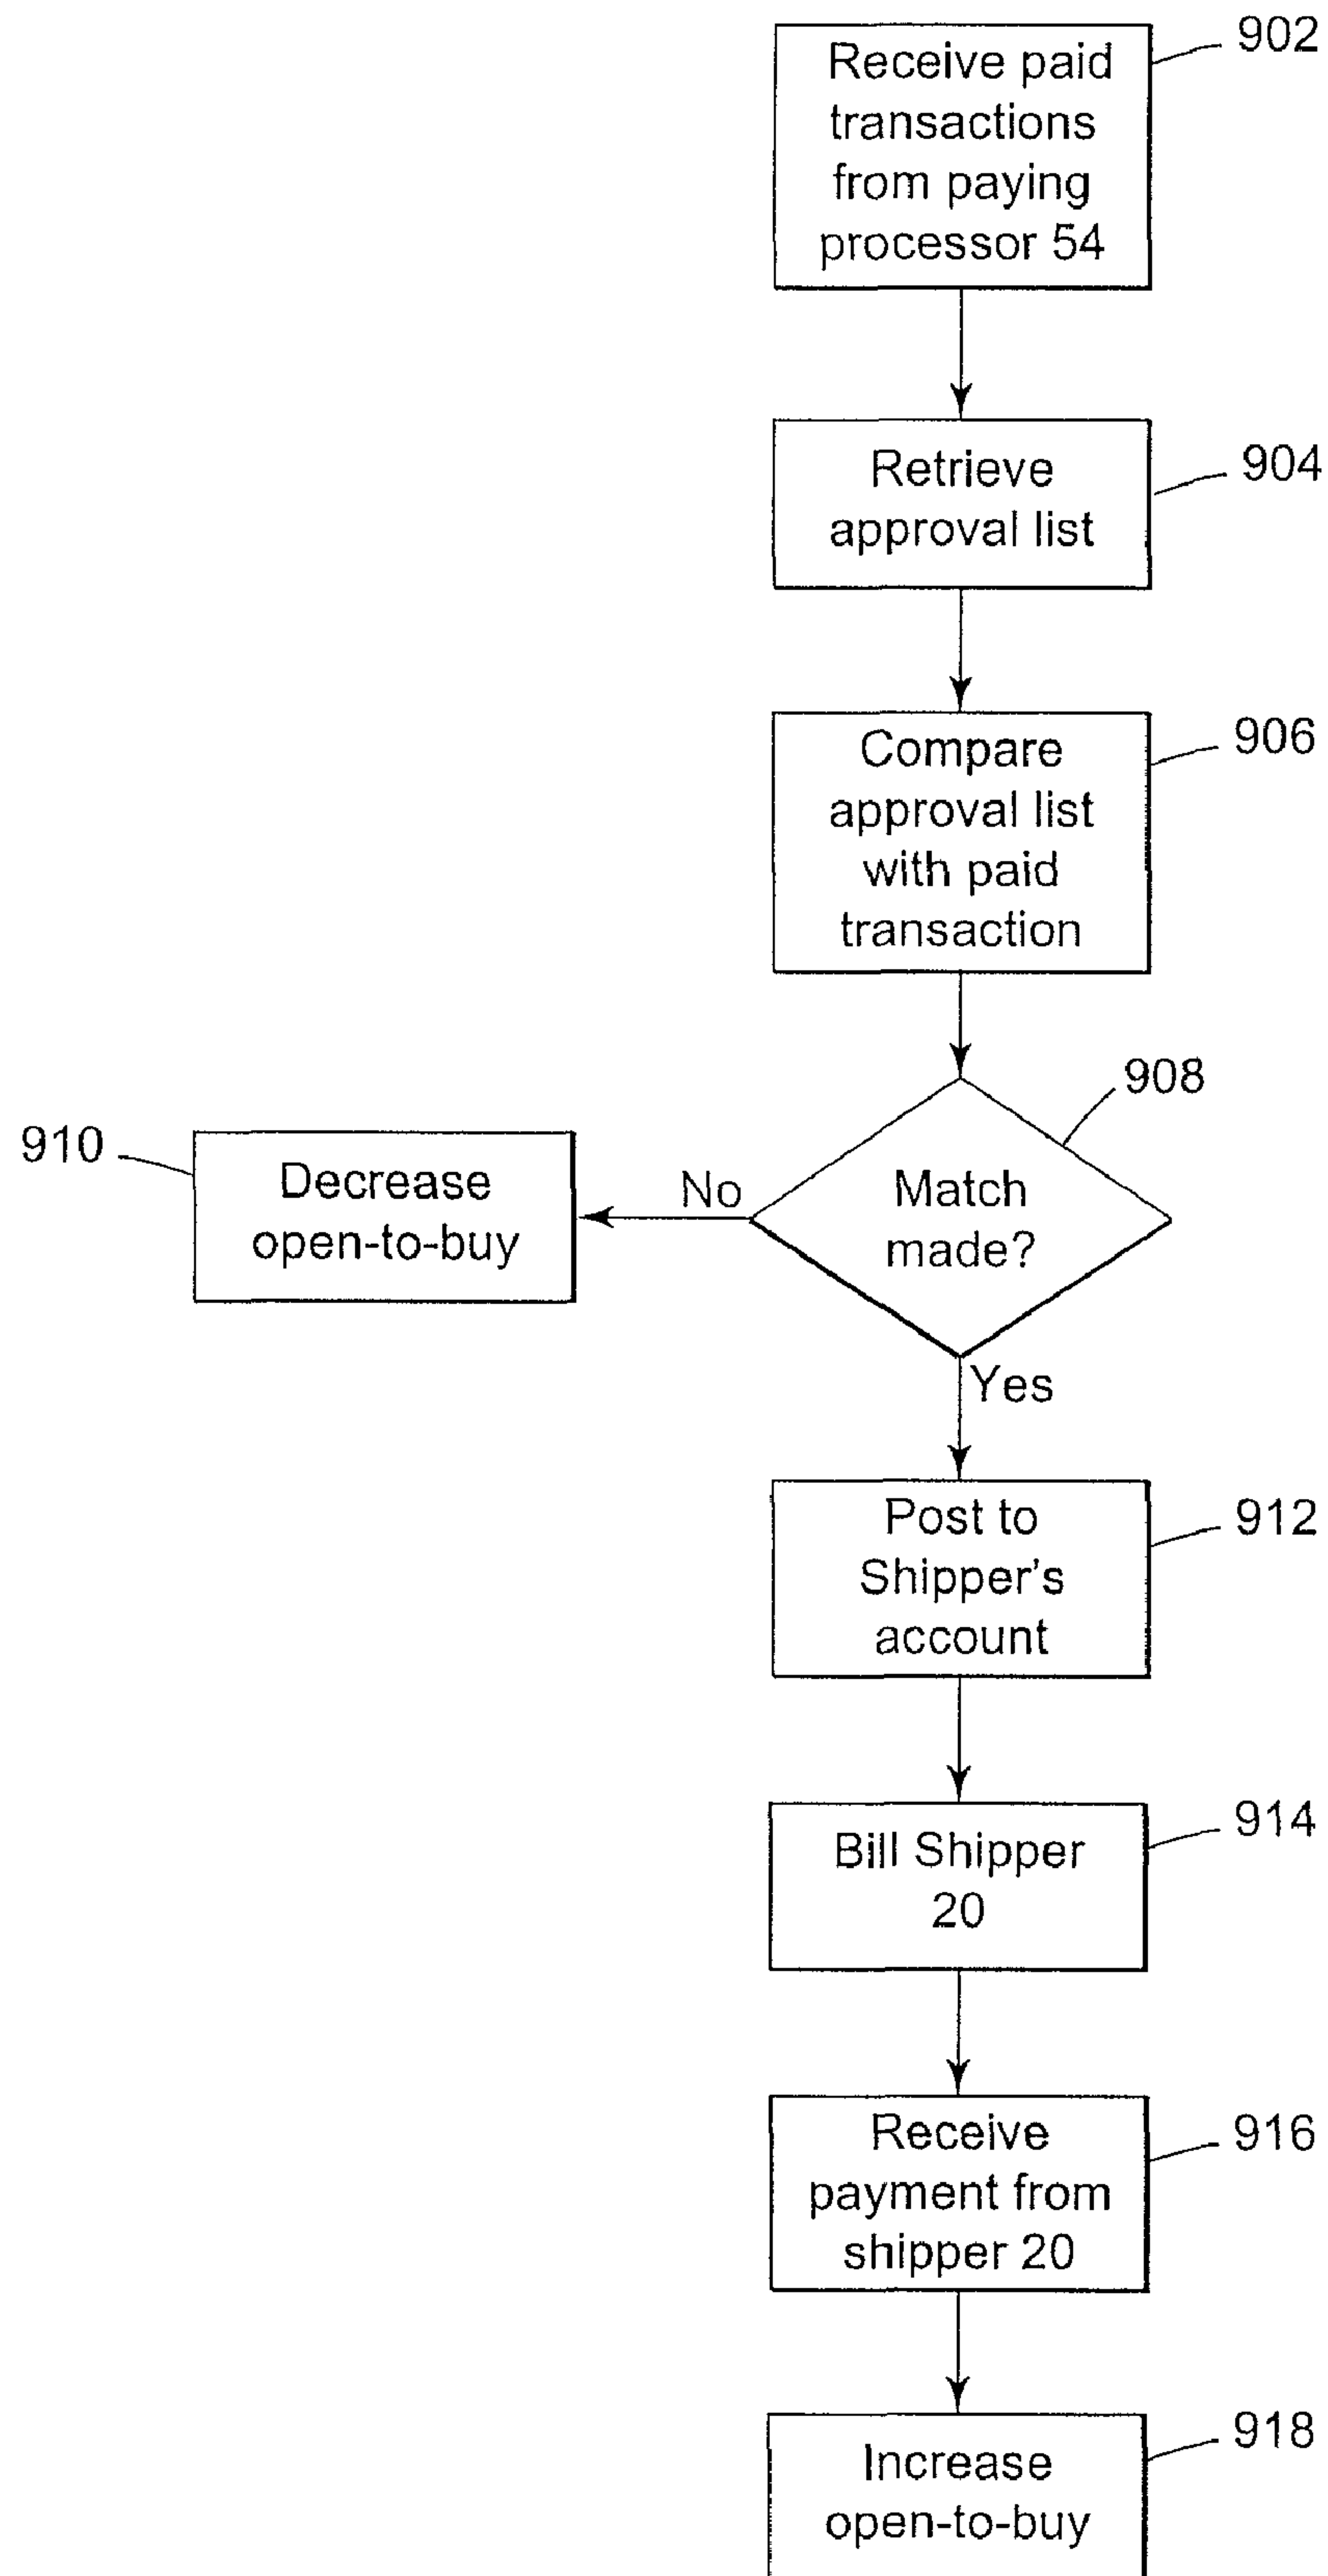 902
Receive paid
transactions
from paying
processor 54
904
Retrieve
approval list
906
Compare
approval list
with paid
transaction
908
Match
made?
No
910
Decrease
open-to-buy
Yes
912
Post to
Shipper's
account
914
Bill Shipper
20
916
Receive
payment from
shipper 20
918
Increase
open-to-buy